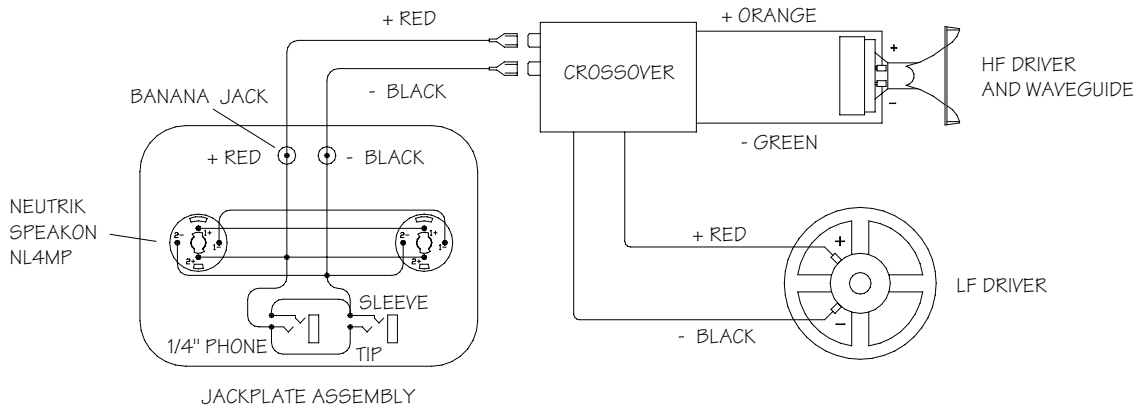 + RED
+ ORANGE
CROSSOVER
HF DRIVER
AND WAVEGUIDE
- BLACK
BANANA JACK
- GREEN
+ RED
- BLACK
NEUTRIK
SPEAKON
NL4MP
1+
2-
1-
2+
1+
2-
1-
2+
+ RED
LF DRIVER
SLEEVE
1/4" PHONE
TIP
- BLACK
JACKPLATE ASSEMBLY
+
−
+
−